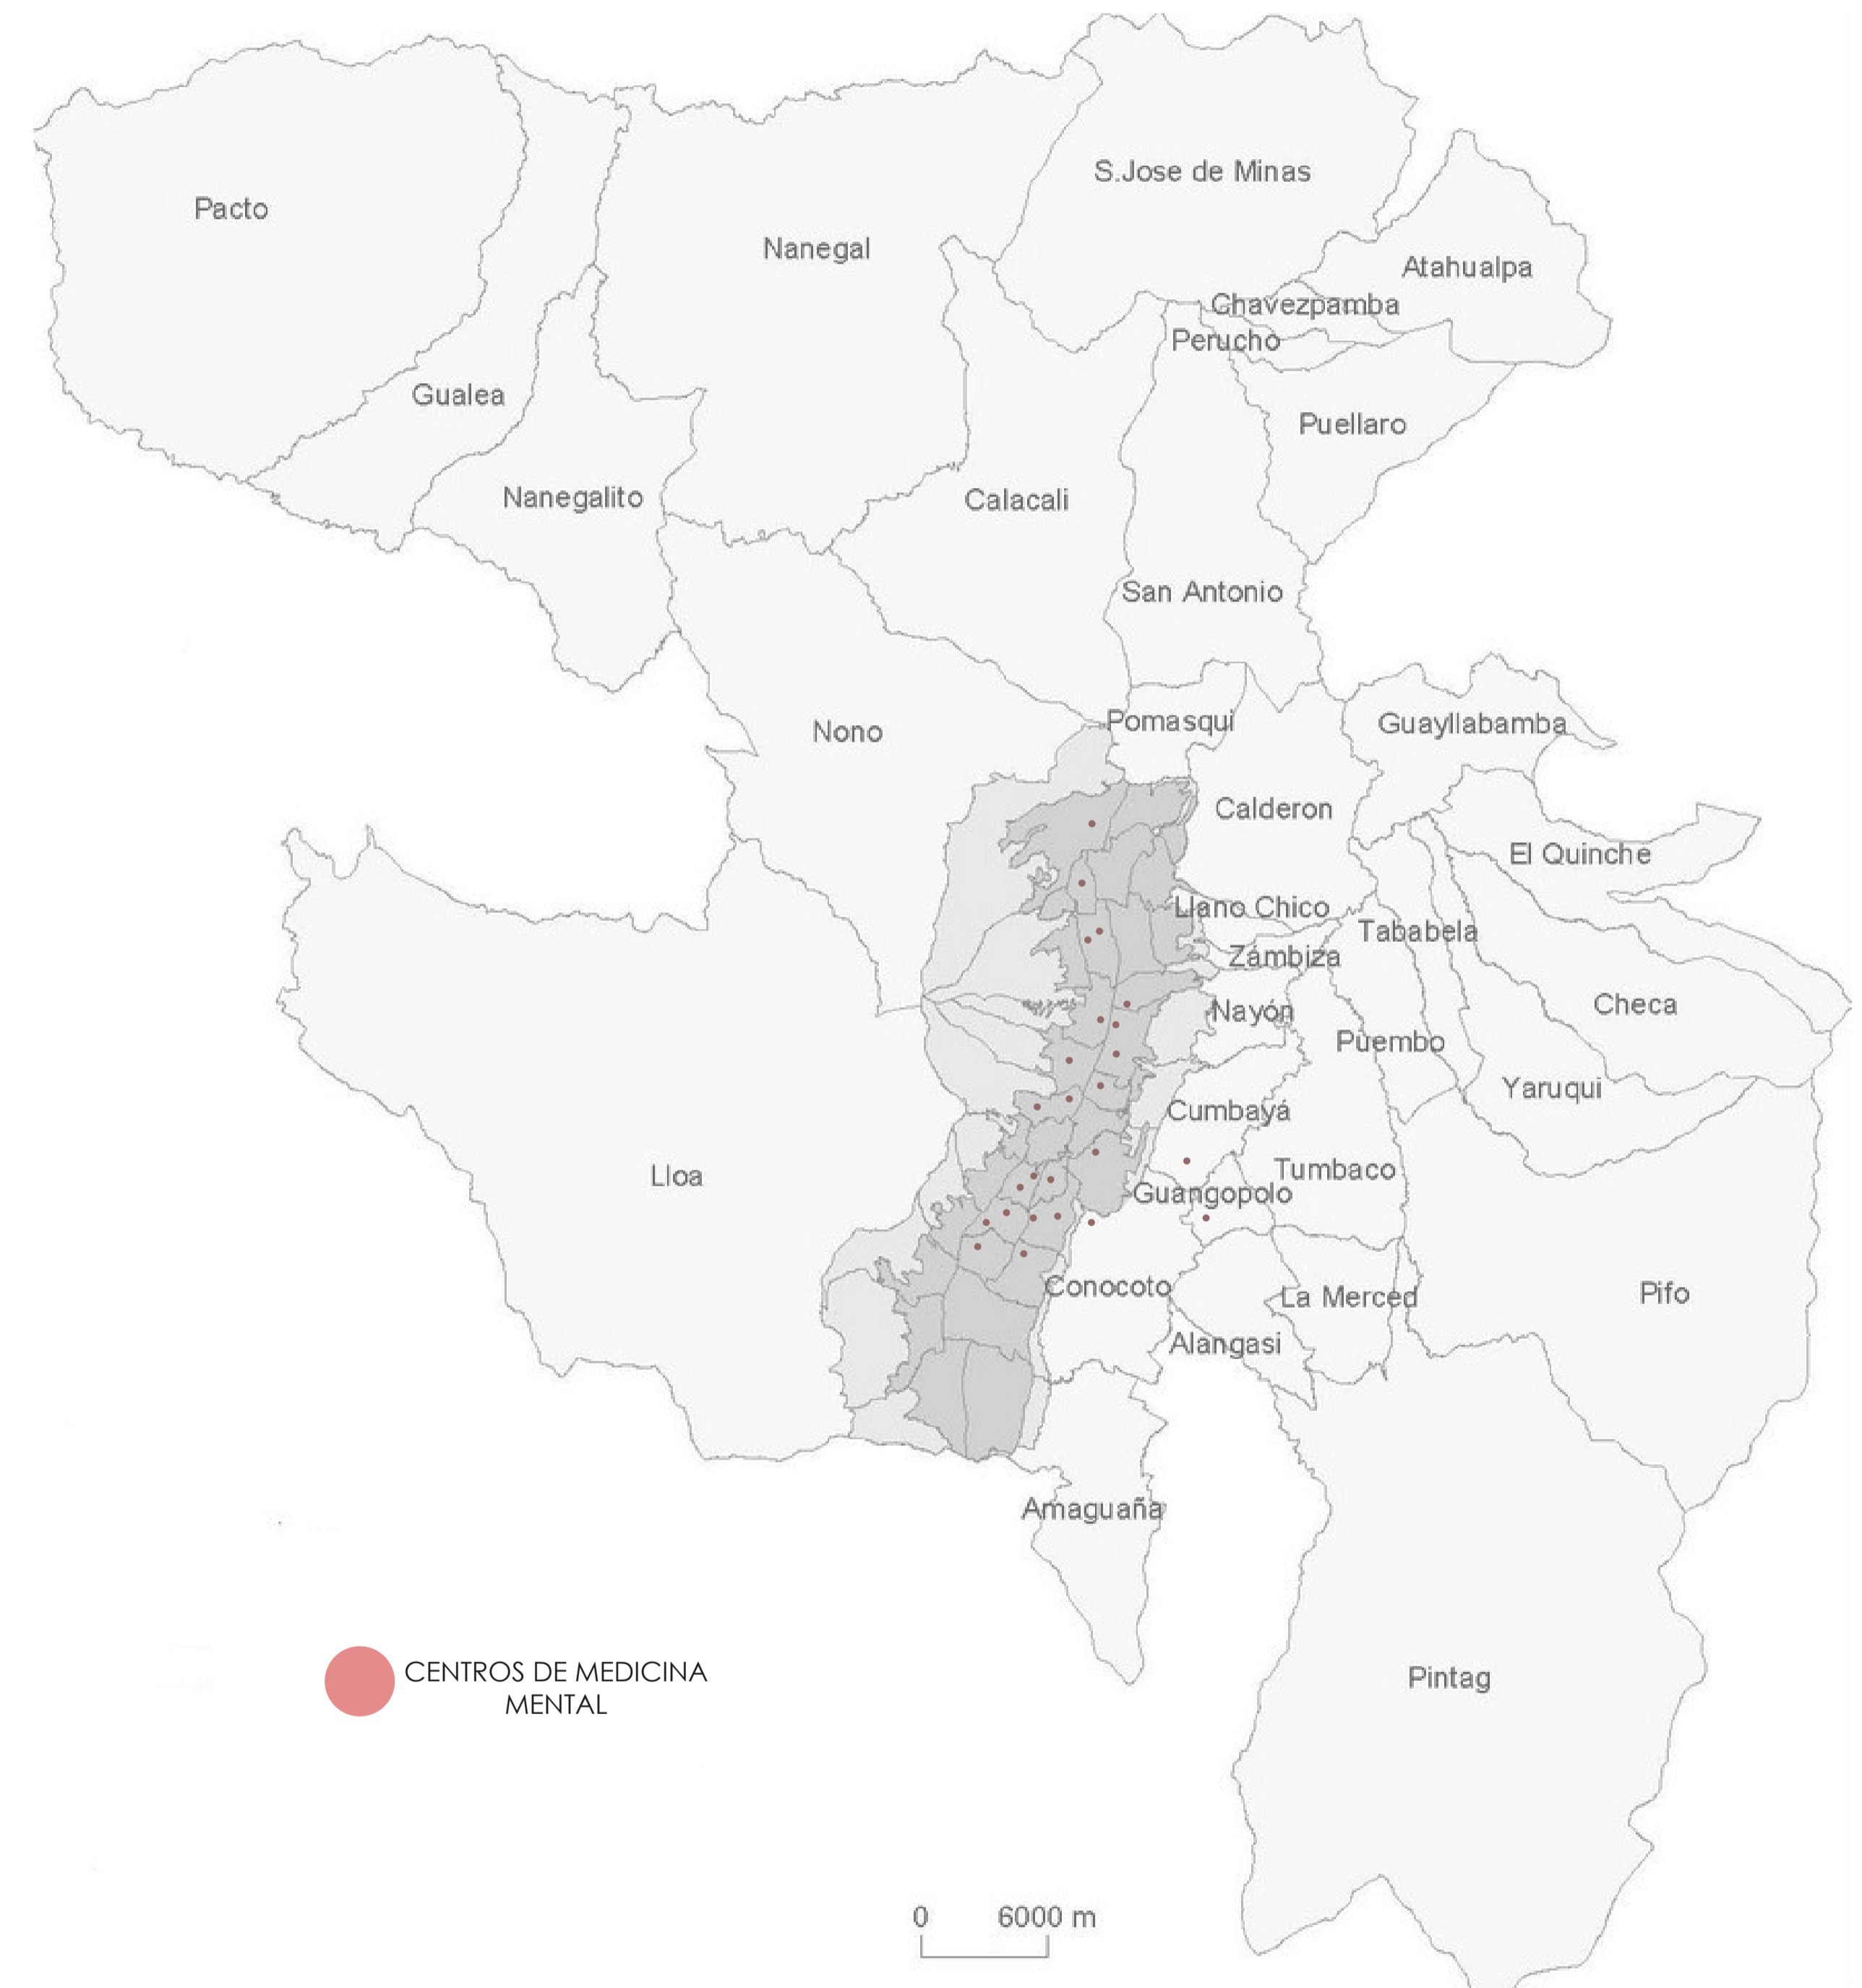 S.Jose de Minas
Pacto
Nanegal
Atahualpa
Chavezpamba
Perucho
Gualea
Puellaro
Nanegalito
Calacali
San Antonio
Pomasqui
Guayllabamba
Nono
Calderon
El Quinche
Llano Chico
Tababela
Zámbiza
Checa
Nayón
Puembo
Yaruqui
Cumbayá
Tumbaco
Lloa
Guangopolo
Conocoto
Pifo
La Merced
Alangasi
Amaguaña
CENTROS DE MEDICINA
MENTAL
Pintag
0 6000 m